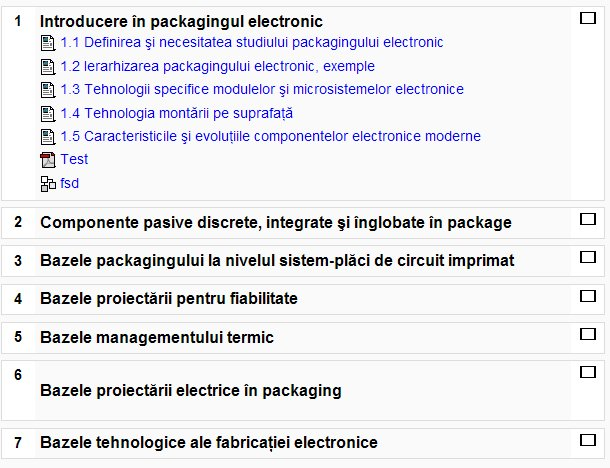 1 Introducere în packagingul electronic
1.1 Definirea şi necesitatea studiului packagingului electronic
1.2 Ierarhizarea packagingului electronic, exemple
1.3 Tehnologii specifice modulelor şi microsistemelor electronice
1.4 Tehnologia montării pe suprafaţă
1.5 Caracteristicile şi evoluţiile componentelor electronice moderne
Test
fsd
2 Componente pasive discrete, integrate şi înglobate în package
3 Bazele packagingului la nivelul sistem-plăci de circuit imprimat
4 Bazele proiectării pentru fiabilitate
5 Bazele managementului termic
6 Bazele proiectării electrice în packaging
7 Bazele tehnologice ale fabricaţiei electronice